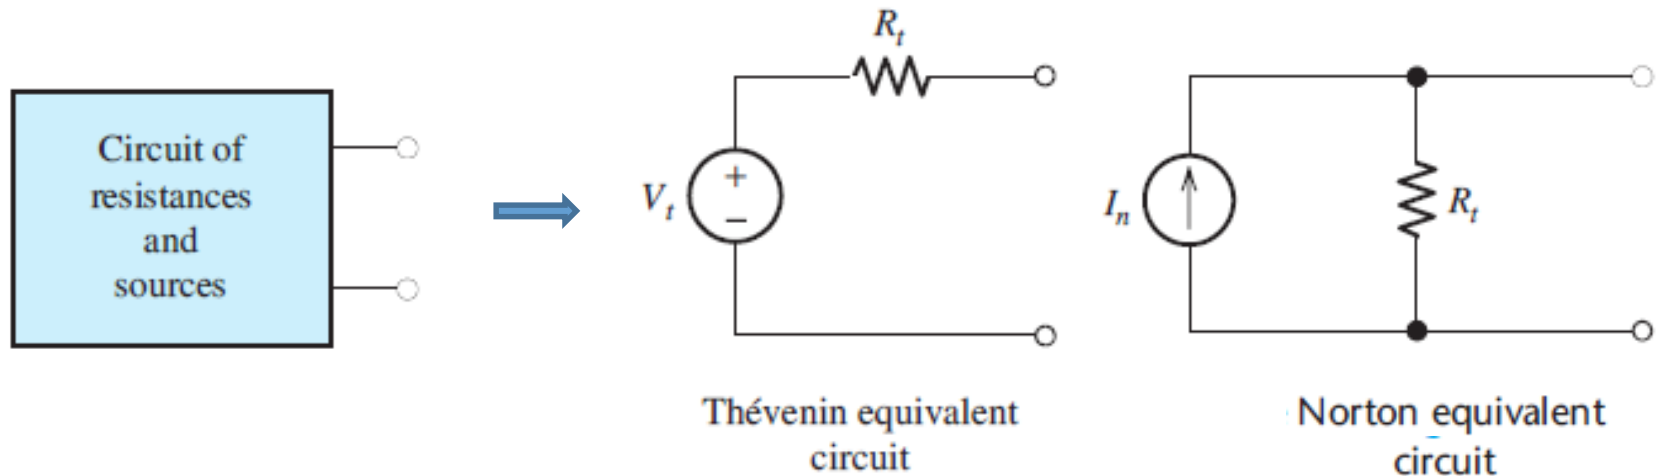 Circuit of
resistances
and
sources
R_t
V_t
+
−
Thévenin equivalent
circuit
I_n
R_t
Norton equivalent
circuit